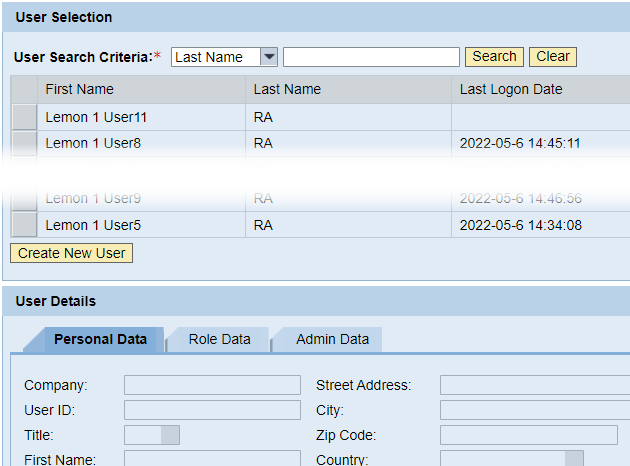 User Selection
User Search Criteria:* Last Name Search Clear
First Name Last Name Last Logon Date
Lemon 1 User11 RA
Lemon 1 User8 RA 2022-05-6 14:45:11
Lemon 1 User9 RA 2022-05-6 14:46:56
Lemon 1 User5 RA 2022-05-6 14:34:08
Create New User
User Details
Personal Data Role Data Admin Data
Company: Street Address:
User ID: City:
Title: Zip Code:
First Name: Country: